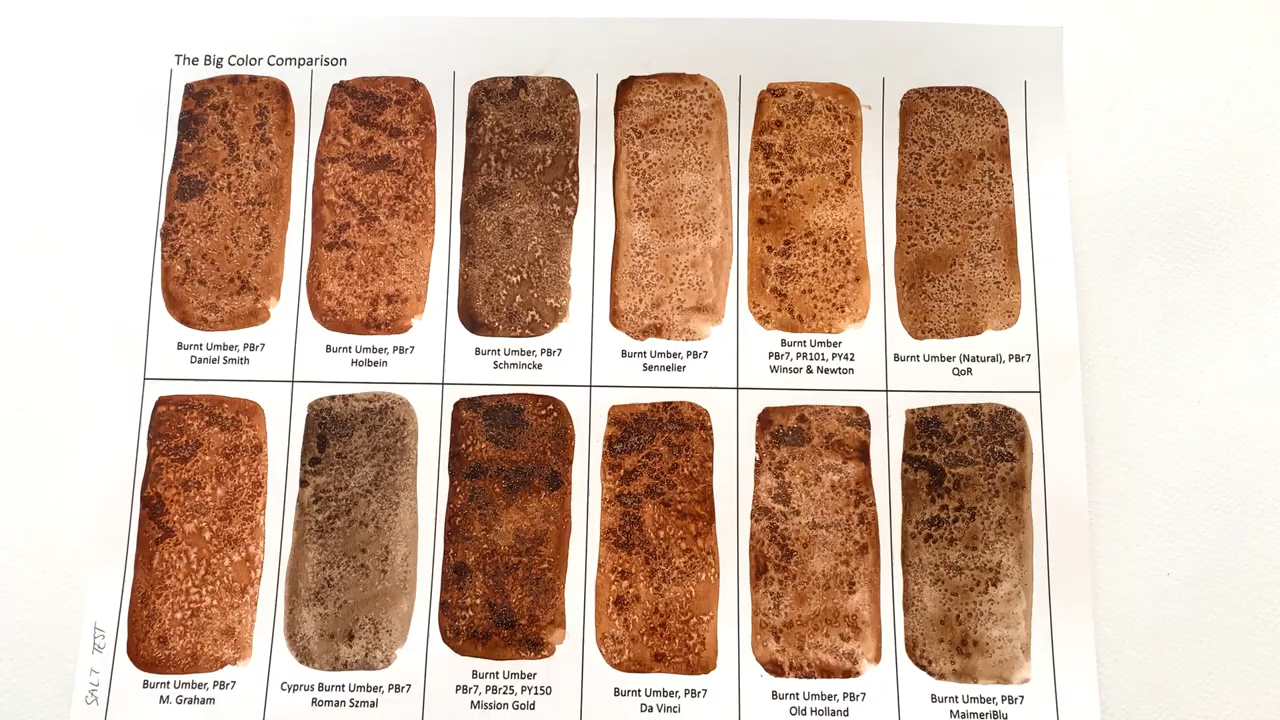 The Big Color Comparison
Burnt Umber, PBr7
Daniel Smith
Burnt Umber, PBr7
Holbein
Burnt Umber, PBr7
Schmincke
Burnt Umber, PBr7
Sennelier
Burnt Umber
PBr7, PR101, PY42
Winsor & Newton
Burnt Umber (Natural), PBr7
QoR
Burnt Umber, PBr7
M. Graham
Cyprus Burnt Umber, PBr7
Roman Szmal
Burnt Umber
PBr7, PBr25, PY150
Mission Gold
Burnt Umber, PBr7
Da Vinci
Burnt Umber, PBr7
Old Holland
Burnt Umber, PBr7
MaimeriBlu
SALT TEST